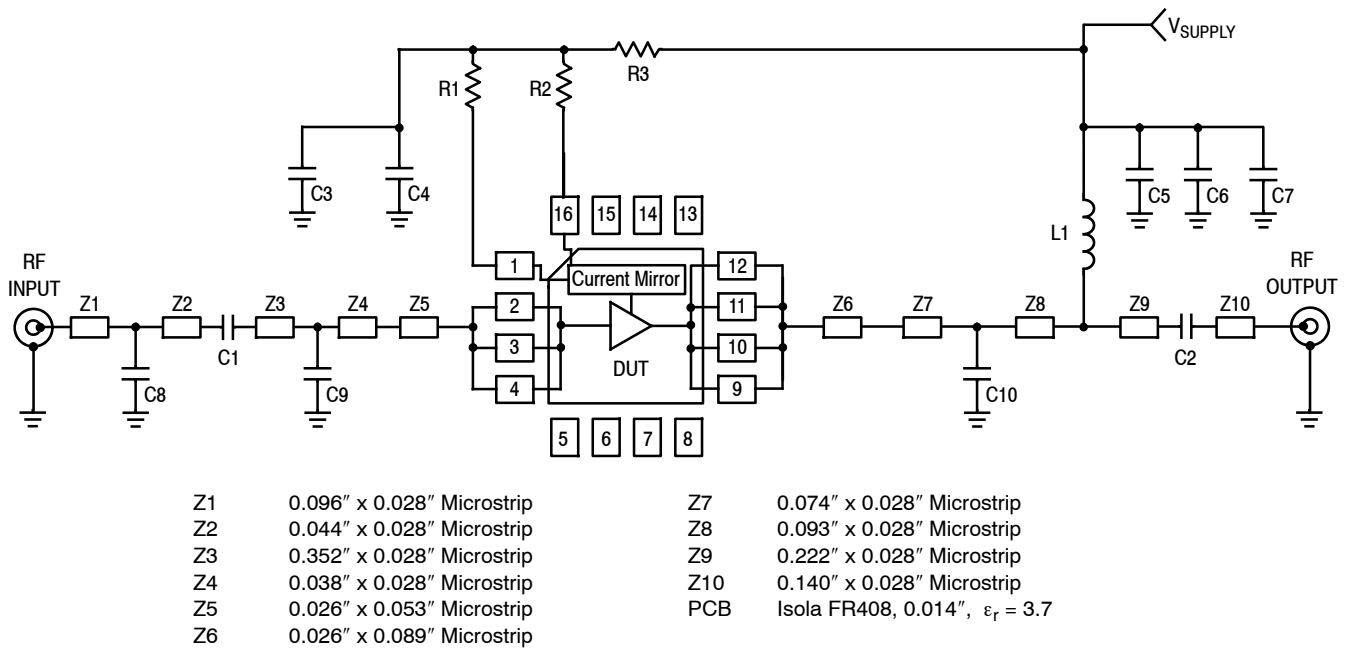 V_SUPPLY
R1
R2
R3
C3
C4
C5
C6
C7
L1
16
15
14
13
RF
INPUT
RF
OUTPUT
1
Current Mirror
12
Z1
Z2
Z3
Z4
Z5
2
11
Z6
Z7
Z8
Z9
Z10
C1
3
DUT
10
C2
C8
C9
4
9
C10
5
6
7
8
Z1 0.096″ x 0.028″ Microstrip
Z2 0.044″ x 0.028″ Microstrip
Z3 0.352″ x 0.028″ Microstrip
Z4 0.038″ x 0.028″ Microstrip
Z5 0.026″ x 0.053″ Microstrip
Z6 0.026″ x 0.089″ Microstrip
Z7 0.074″ x 0.028″ Microstrip
Z8 0.093″ x 0.028″ Microstrip
Z9 0.222″ x 0.028″ Microstrip
Z10 0.140″ x 0.028″ Microstrip
PCB Isola FR408, 0.014″, εr = 3.7